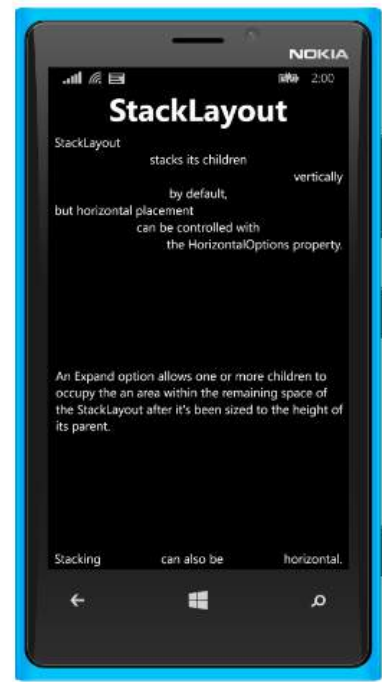 NOKIA
2:00
StackLayout
StackLayout
stacks its children
vertically
by default,
but horizontal placement
can be controlled with
the HorizontalOptions property.
An Expand option allows one or more children to
occupy the an area within the remaining space of
the StackLayout after it's been sized to the height of
its parent.
Stacking can also be horizontal.